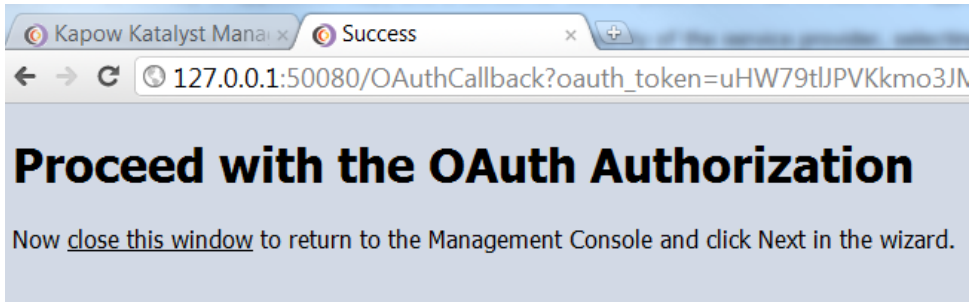 Kapow Katalyst Mana
Success
127.0.0.1:50080/OAuthCallback?oauth_token=
Proceed with the OAuth Authorization
Now close this window to return to the Management Console and click Next in the wizard.